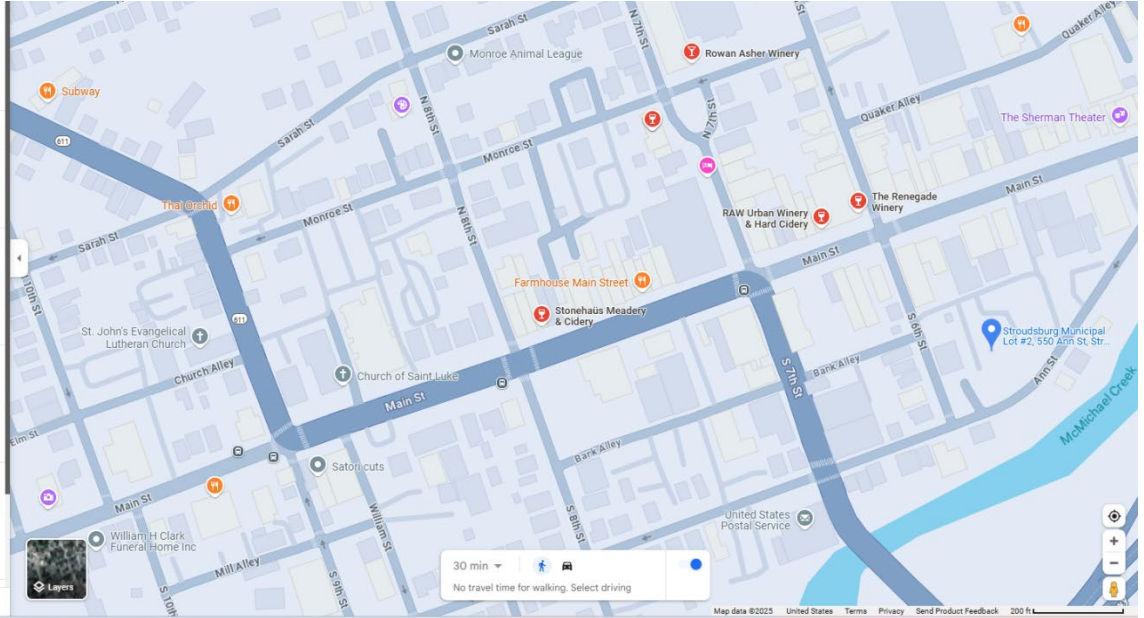 Sarah St
N 7th St
Rowan Asher Winery
Quaker Alley
Monroe Animal League
Subway
N 8th St
N 7th St
Quaker Alley
The Sherman Theater
611
Sarah St
Monroe St
Main St
The Renegade
Winery
Thai Orchid
RAW Urban Winery
& Hard Cidery
Monroe St
N 8th St
Sarah St
Main St
10th St
Farmhouse Main Street
Stonehaüs Meadery
& Cidery
611
St. John's Evangelical
Lutheran Church
S 6th St
Stroudsburg Municipal
Lot #2, 550 Ann St, Str...
Church Alley
Church of Saint Luke
Bank Alley
S 7th St
Ann St
Main St
McMichael Creek
Elm St
Bank Alley
Satori cuts
Main St
United States
Postal Service
William St
S 8th St
William H Clark
Funeral Home Inc
Mill Alley
S 9th St
S 10th
Layers
30 min
No travel time for walking. Select driving
Map data ©2025 United States Terms Privacy Send Product Feedback 200 ft